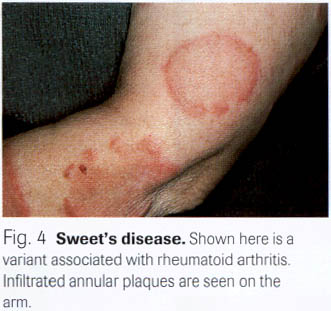 Fig. 4 Sweet's disease. Shown here is a
variant associated with rheumatoid arthritis.
Infiltrated annular plaques are seen on the
arm.